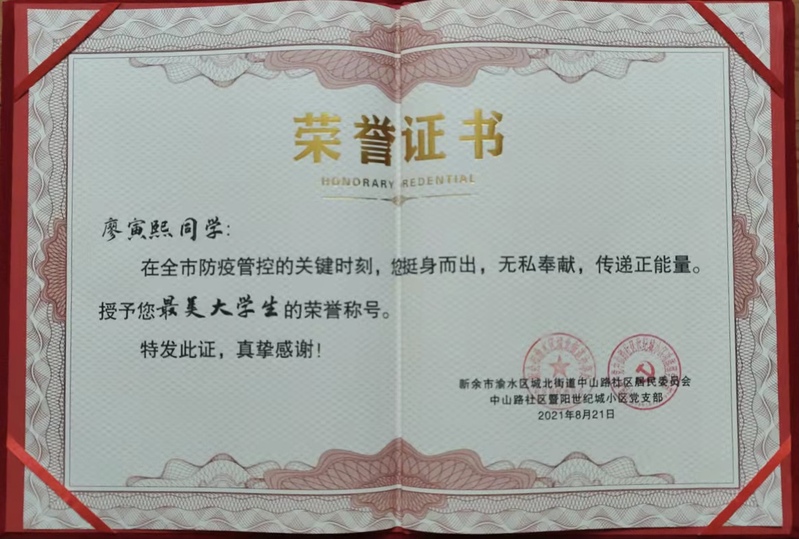 荣誉证书
HONORARY CREDENTIAL
廖寅熙同学:
在全市防疫管控的关键时刻，您挺身而出，无私奉献，传递正能量。
授予您最美大学生的荣誉称号。
特发此证，真挚感谢！
新余市渝水区城北街道中山路社区居民委员会
中山路社区暨阳世纪城小区党支部
2021年8月21日